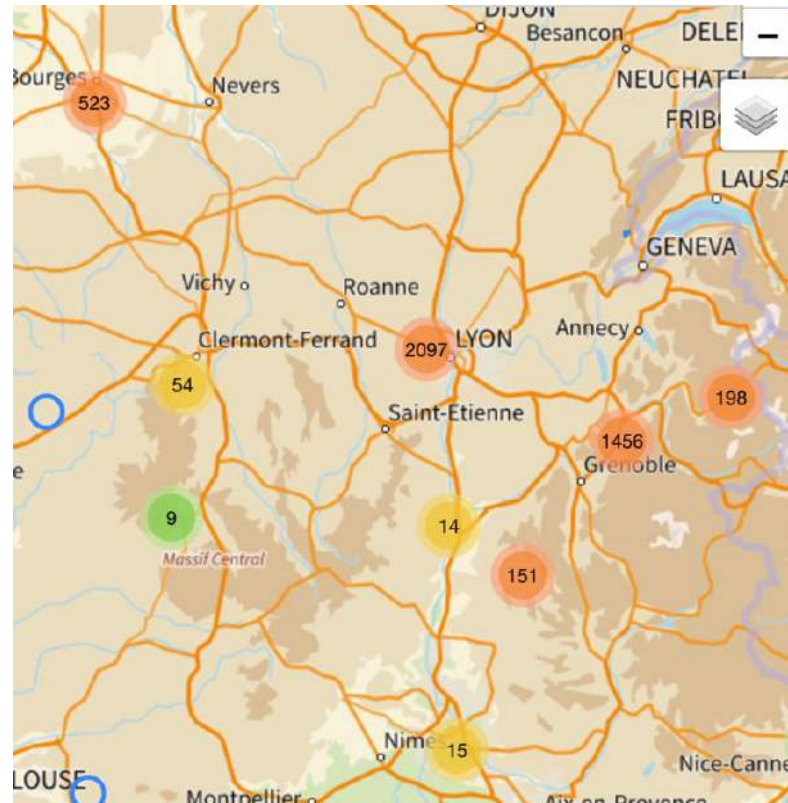 DIJON
Besancon
DELE
−
Bourges
NEUCHATEL
Nevers
523
FRIB
LAUSA
GENEVA
Vichy
Roanne
Annecy
Clermont-Ferrand
2097
LYON
54
198
Saint-Etienne
1456
Grenoble
e
9
14
Massif Central
151
Nimes
15
LOUSE
Nice-Canne
Montpellier
Aix-en-Provence